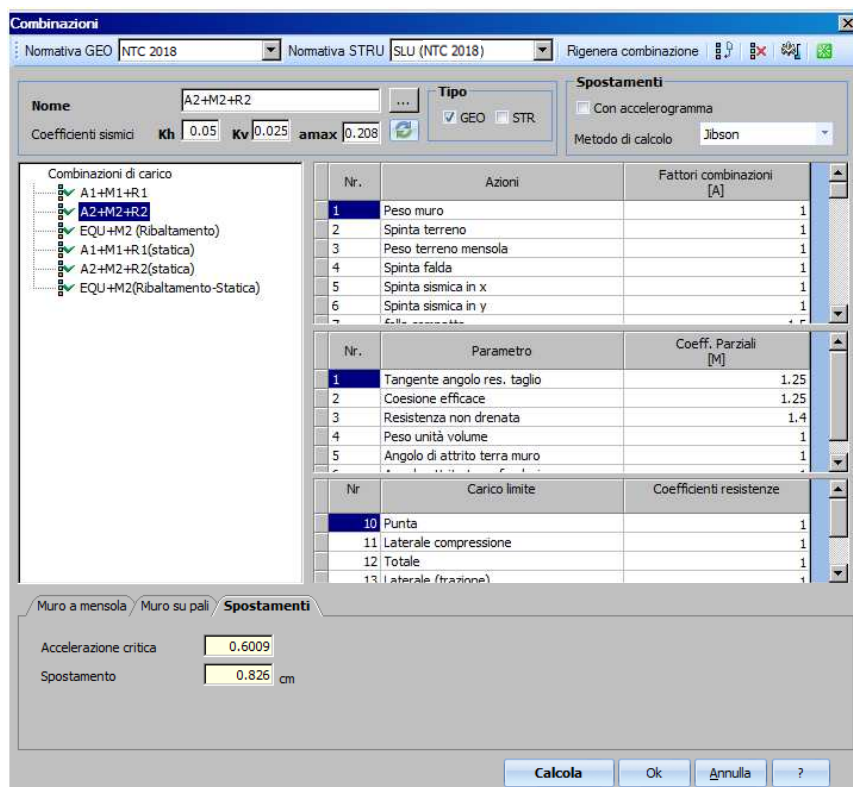 Combinazioni
Normativa GEO NTC 2018 Normativa STRU SLU (NTC 2018) Rigenera combinazione
Nome A2+M2+R2 ...
Coefficienti sismici Kh 0.05 Kv 0.025 amax 0.208
Tipo
GEO STR
Spostamenti
Con accelerogramma
Metodo di calcolo Jibson
Combinazioni di carico
A1+M1+R1
A2+M2+R2
EQU+M2 (Ribaltamento)
A1+M1+R1(statica)
A2+M2+R2(statica)
EQU+M2(Ribaltamento-Statica)
Nr. Azioni Fattori combinazioni
[A]
1 Peso muro 1
2 Spinta terreno 1
3 Peso terreno mensola 1
4 Spinta falda 1
5 Spinta sismica in x 1
6 Spinta sismica in y 1
Nr. Parametro Coeff. Parziali
[M]
1 Tangente angolo res. taglio 1.25
2 Coesione efficace 1.25
3 Resistenza non drenata 1.4
4 Peso unità volume 1
5 Angolo di attrito terra muro 1
Nr Carico limite Coefficienti resistenze
10 Punta 1
11 Laterale compressione 1
12 Totale 1
13 Laterale (trazione) 1
Muro a mensola Muro su pali Spostamenti
Accelerazione critica 0.6009
Spostamento 0.826 cm
Calcola Ok Annulla ?